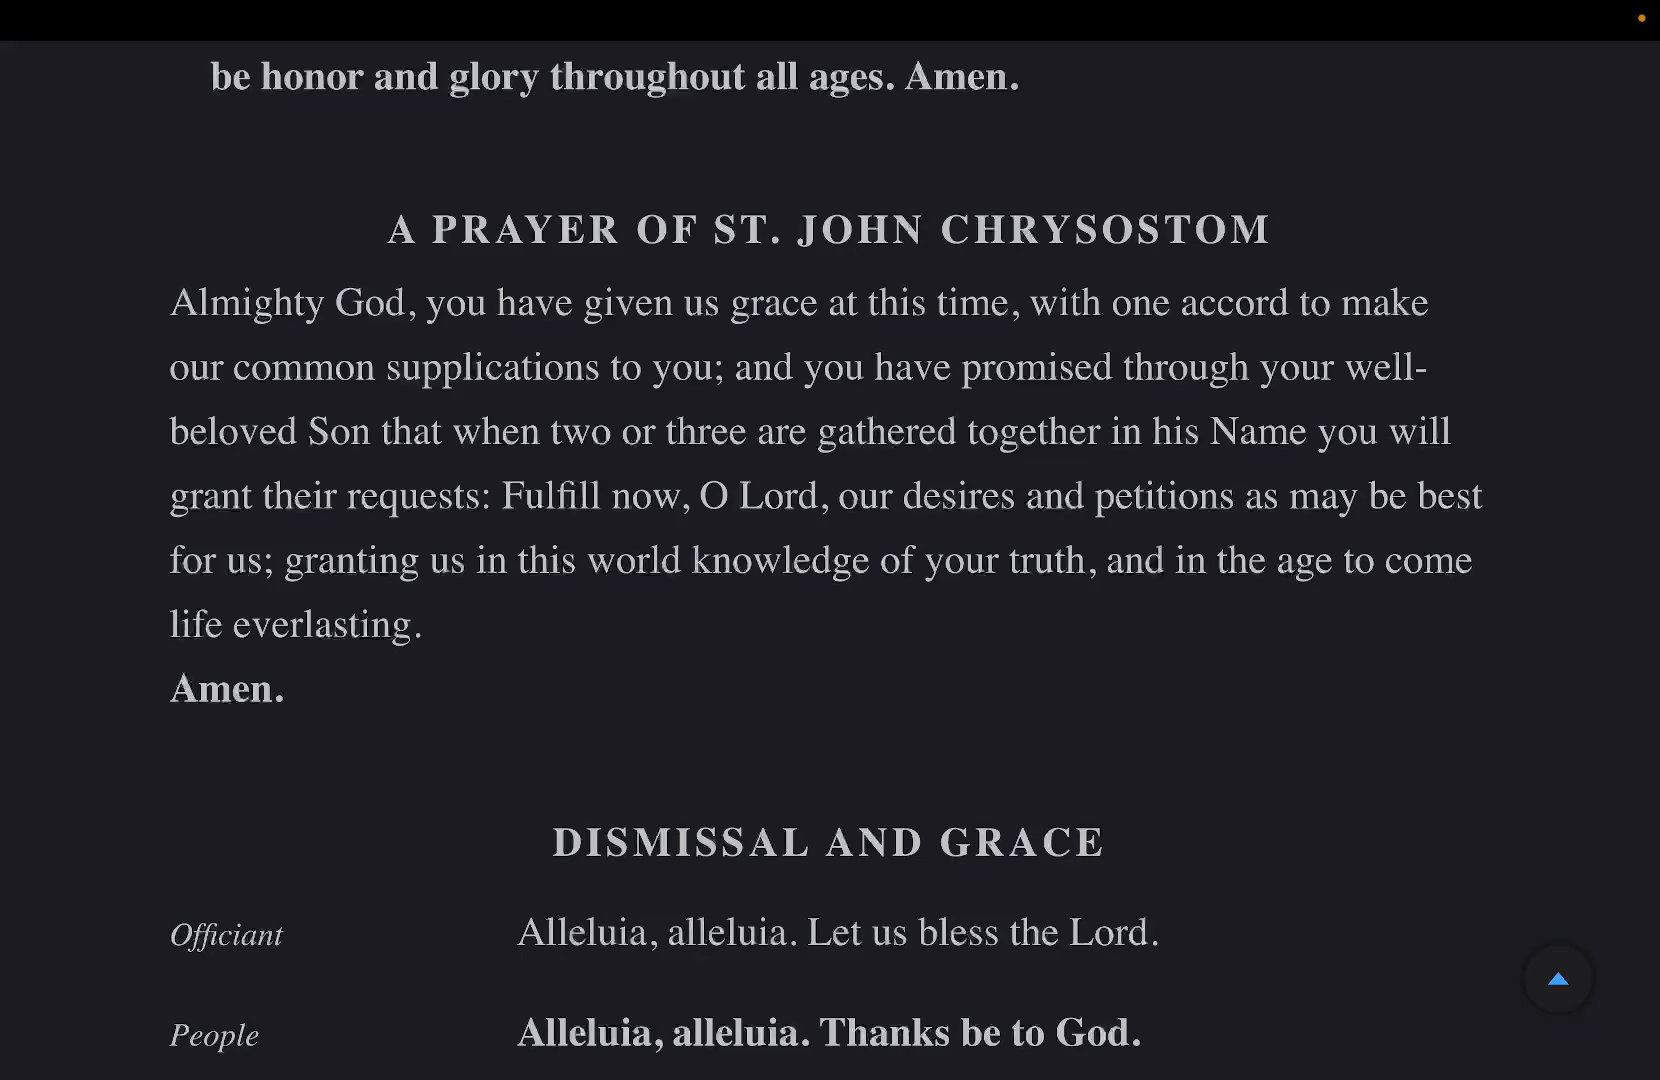 be honor and glory throughout all ages. Amen.
A PRAYER OF ST. JOHN CHRYSOSTOM
Almighty God, you have given us grace at this time, with one accord to make
our common supplications to you; and you have promised through your well-
beloved Son that when two or three are gathered together in his Name you will
grant their requests: Fulfill now, O Lord, our desires and petitions as may be best
for us; granting us in this world knowledge of your truth, and in the age to come
life everlasting.
Amen.
DISMISSAL AND GRACE
Officiant Alleluia, alleluia. Let us bless the Lord.
People Alleluia, alleluia. Thanks be to God.